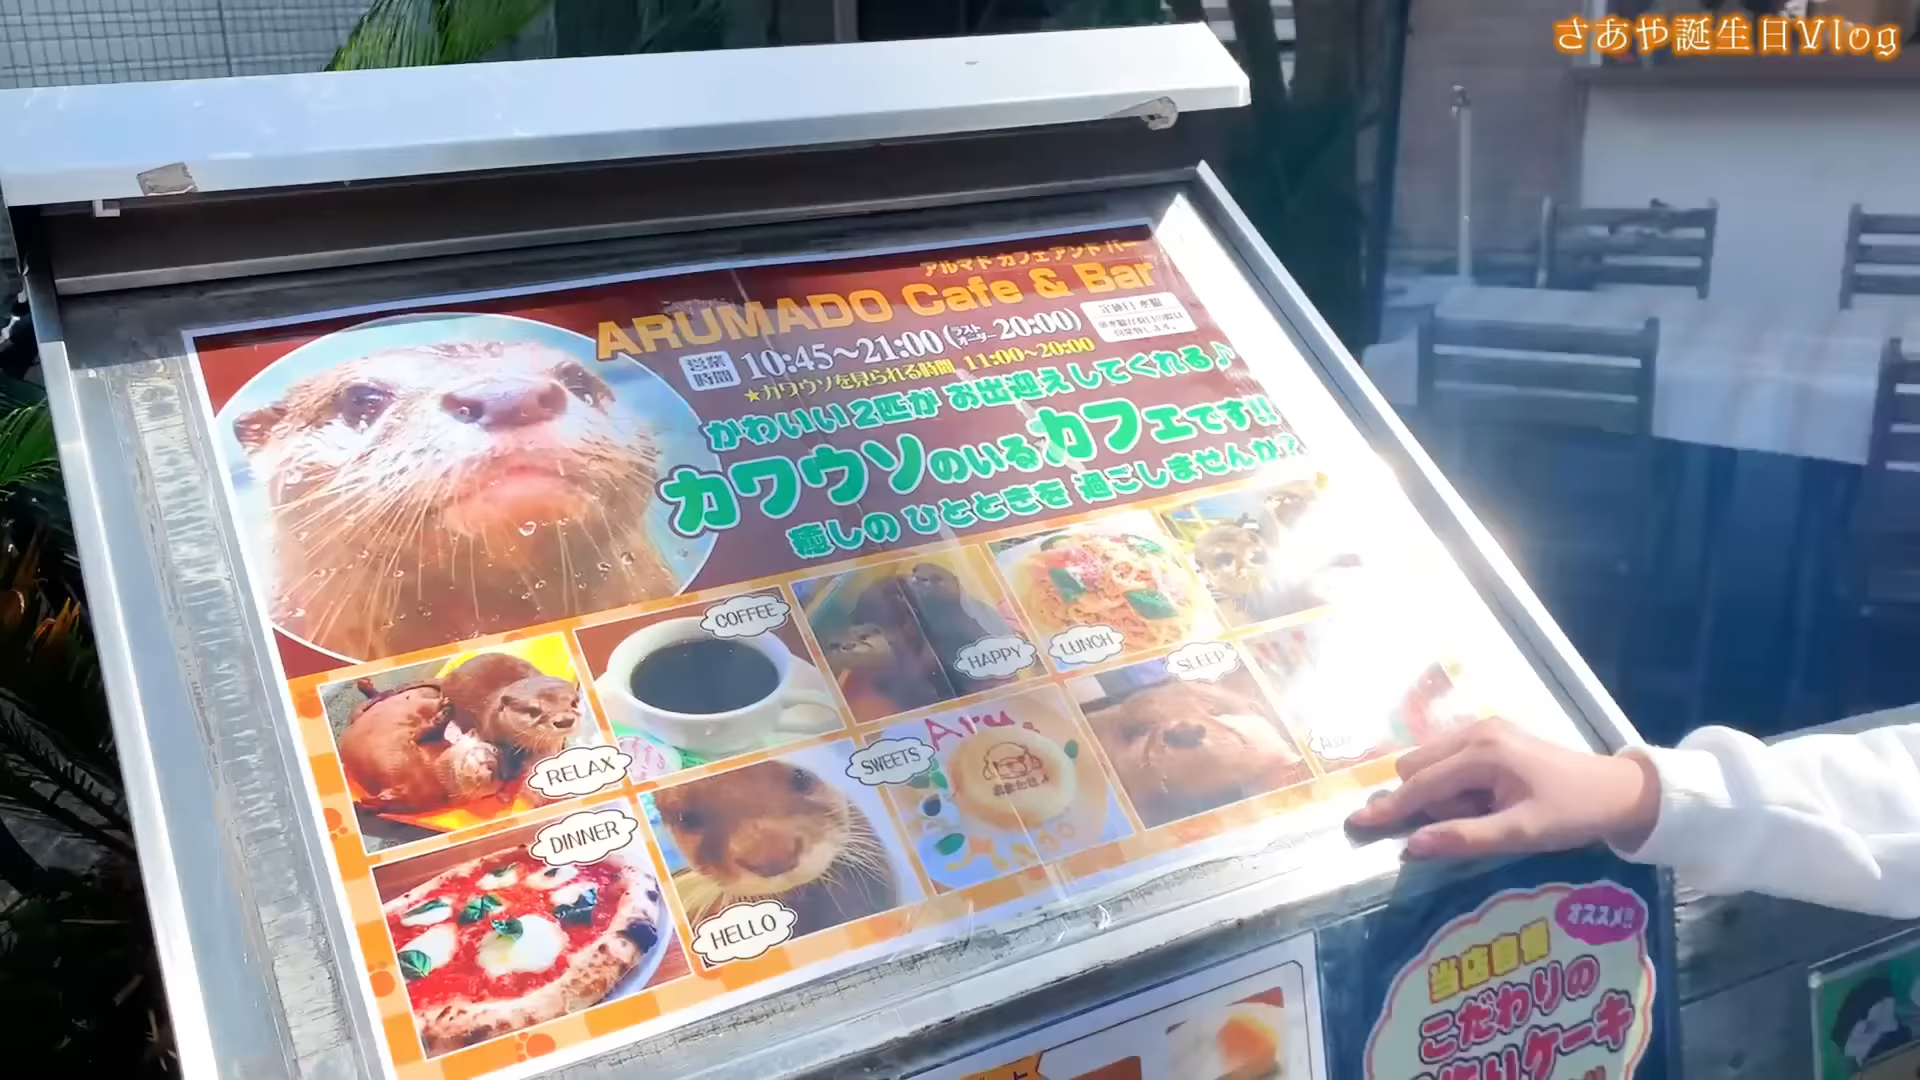 さあや誕生日Vlog
アルマド カフェアンド バー
ARUMADO Cafe & Bar
営業時間 10:45～21:00 (ラストオーダー 20:00)
★カワウソを見られる時間 11:00～20:00
かわいい2匹が お出迎えしてくれる♪
カワウソのいるカフェです!!
癒しの ひとときを 過ごしませんか?
COFFEE
HAPPY
LUNCH
SLEEP
RELAX
SWEETS
Aru
DINNER
HELLO
オススメ!!
当店自慢
こだわりの
ケーキ